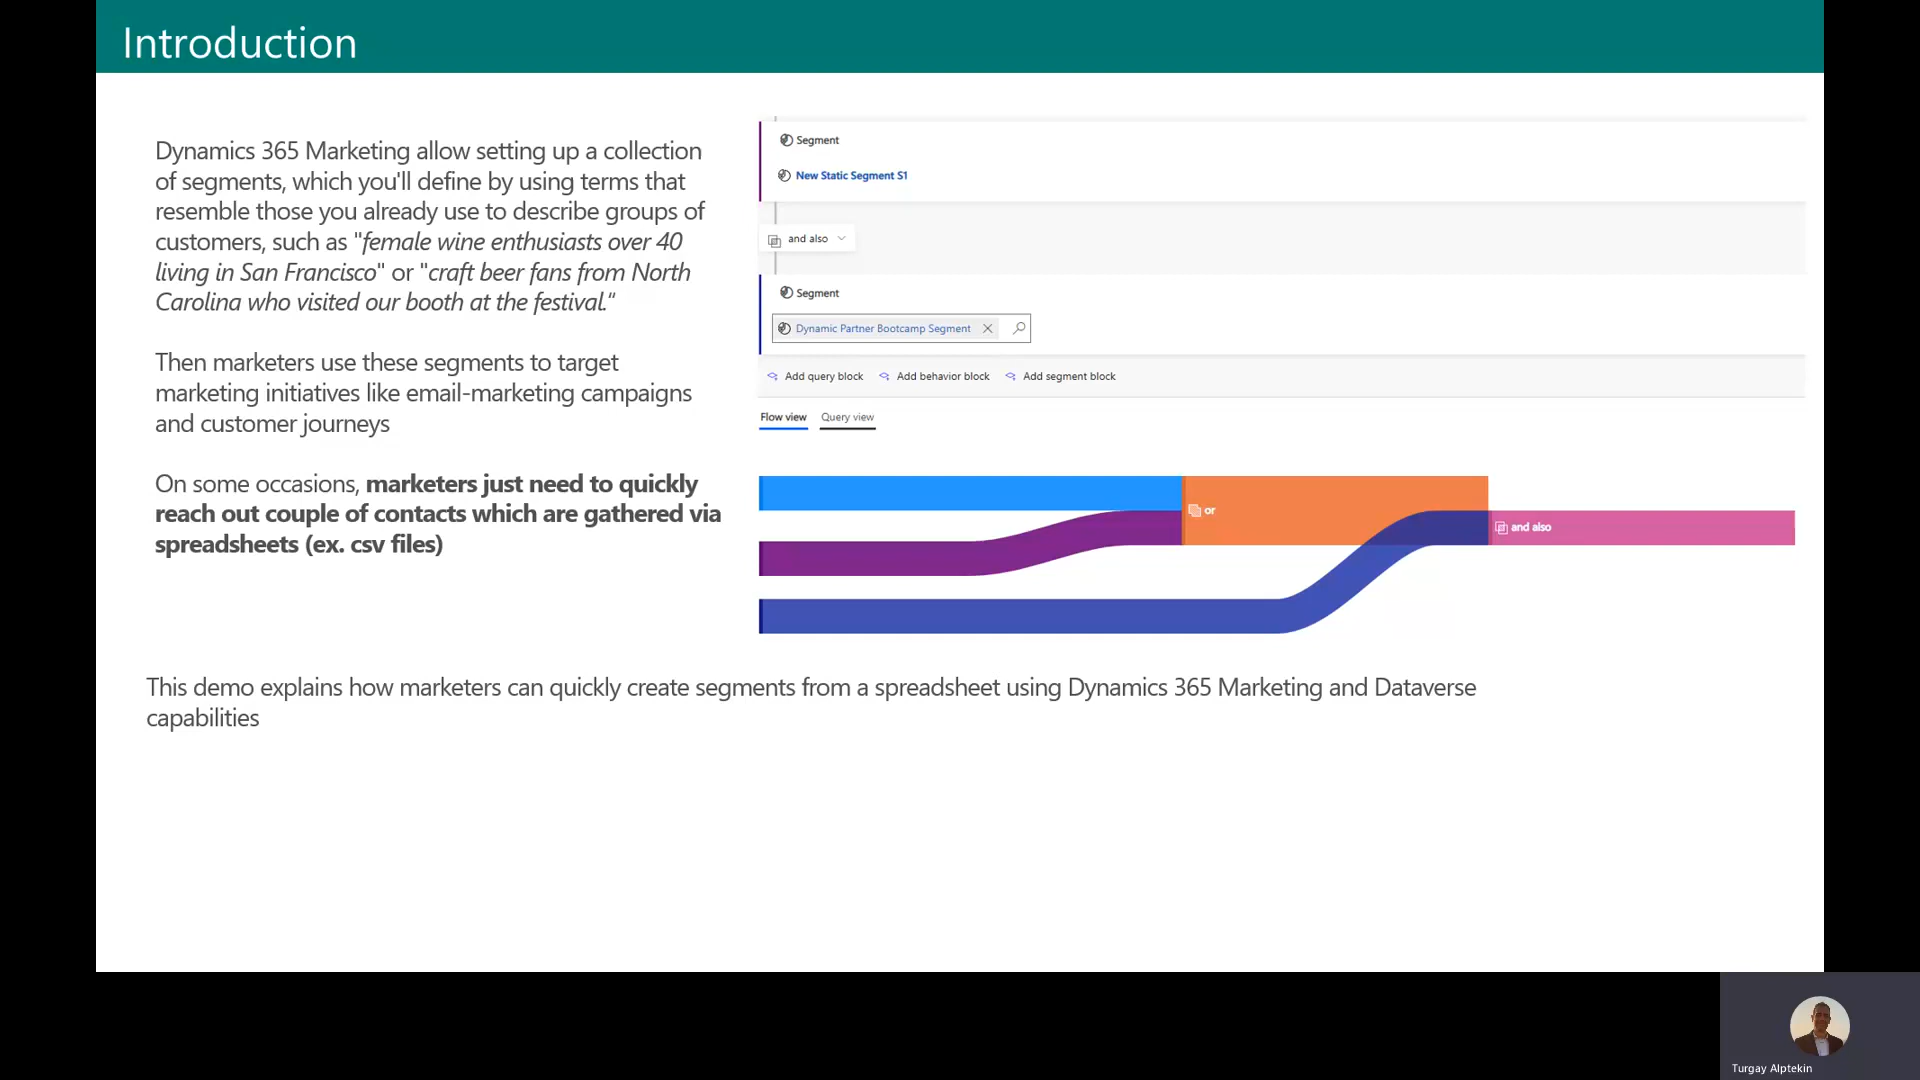 Introduction
Dynamics 365 Marketing allow setting up a collection
of segments, which you'll define by using terms that
resemble those you already use to describe groups of
customers, such as "female wine enthusiasts over 40
living in San Francisco" or "craft beer fans from North
Carolina who visited our booth at the festival."
Then marketers use these segments to target
marketing initiatives like email-marketing campaigns
and customer journeys
On some occasions, marketers just need to quickly
reach out couple of contacts which are gathered via
spreadsheets (ex. csv files)
Segment
New Static Segment S1
and also
Segment
Dynamic Partner Bootcamp Segment
Add query block Add behavior block Add segment block
Flow view Query view
or
and also
This demo explains how marketers can quickly create segments from a spreadsheet using Dynamics 365 Marketing and Dataverse
capabilities
Turgay Alptekin